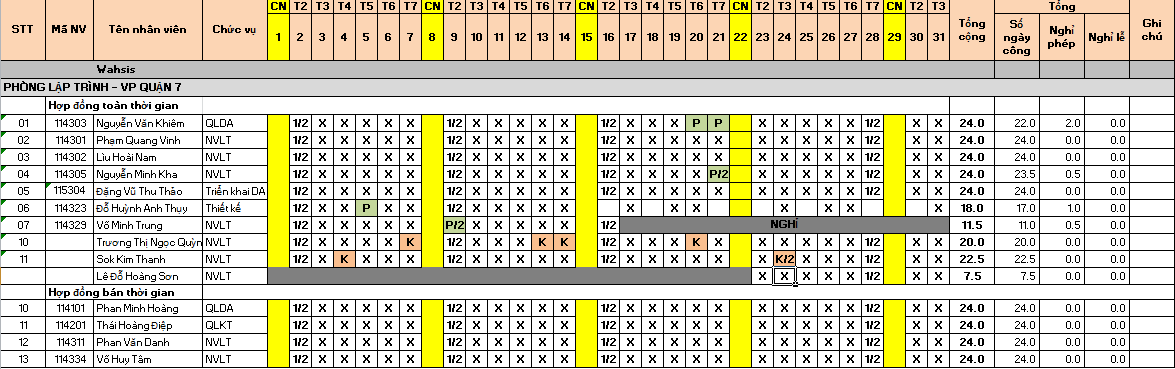 CN T2 T3 T4 T5 T6 T7 CN T2 T3 T4 T5 T6 T7 CN T2 T3 T4 T5 T6 T7 CN T2 T3 T4 T5 T6 T7 CN T2 T3 Tổng
STT Mã NV Tên nhân viên Chức vụ 1 2 3 4 5 6 7 8 9 10 11 12 13 14 15 16 17 18 19 20 21 22 23 24 25 26 27 28 29 30 31 Tổng cộng Số ngày công Nghỉ phép Nghỉ lễ Ghi chú
Wahsis
PHÒNG LẬP TRÌNH - VP QUẬN 7
Hợp đồng toàn thời gian
01 114303 Nguyễn Văn Khiêm QLDA 1/2 X X X X X 1/2 X X X X X 1/2 X X X P P X X X X X 1/2 X X 24.0 22.0 2.0 0.0
02 114301 Phạm Quang Vinh NVLT 1/2 X X X X X 1/2 X X X X X 1/2 X X X X X X X X X X 1/2 X X 24.0 24.0 0.0 0.0
03 114302 Lìu Hoài Nam NVLT 1/2 X X X X X 1/2 X X X X X 1/2 X X X X X X X X X X 1/2 X X 24.0 24.0 0.0 0.0
04 114305 Nguyễn Minh Kha NVLT 1/2 X X X X X 1/2 X X X X X 1/2 X X X X P/2 X X X X X 1/2 X X 24.0 23.5 0.5 0.0
05 115304 Đặng Vũ Thu Thảo Triển khai DA 1/2 X X X X X 1/2 X X X X X 1/2 X X X X X X X X X X 1/2 X X 24.0 24.0 0.0 0.0
06 114323 Đỗ Huỳnh Anh Thụy Thiết kế 1/2 X X P X X 1/2 X X X X X 1/2 X X X X X X X 18.0 17.0 1.0 0.0
07 114329 Võ Minh Trung NVLT 1/2 X X X X X P/2 X X X X X 1/2 NGHỈ 11.5 11.0 0.5 0.0
10 Trương Thị Ngọc Quỳn NVLT 1/2 X X X X K 1/2 X X X K K 1/2 X X X K X X X X X X 1/2 X X 20.0 20.0 0.0 0.0
11 Sok Kim Thanh NVLT 1/2 X K X X X 1/2 X X X X X 1/2 X X X X X X K/2 X X X 1/2 X X 22.5 22.5 0.0 0.0
Lê Đỗ Hoàng Sơn NVLT X X X X X 1/2 X X 7.5 7.5 0.0 0.0
Hợp đồng bán thời gian
10 114101 Phan Minh Hoàng QLDA 1/2 X X X X X 1/2 X X X X X 1/2 X X X X X X X X X X 1/2 X X 24.0 24.0 0.0 0.0
11 114201 Thái Hoàng Điệp QLKT 1/2 X X X X X 1/2 X X X X X 1/2 X X X X X X X X X X 1/2 X X 24.0 24.0 0.0 0.0
12 114311 Phan Văn Danh NVLT 1/2 X X X X X 1/2 X X X X X 1/2 X X X X X X X X X X 1/2 X X 24.0 24.0 0.0 0.0
13 114334 Võ Huy Tâm NVLT 1/2 X X X X X 1/2 X X X X X 1/2 X X X X X X X X X X 1/2 X X 24.0 24.0 0.0 0.0